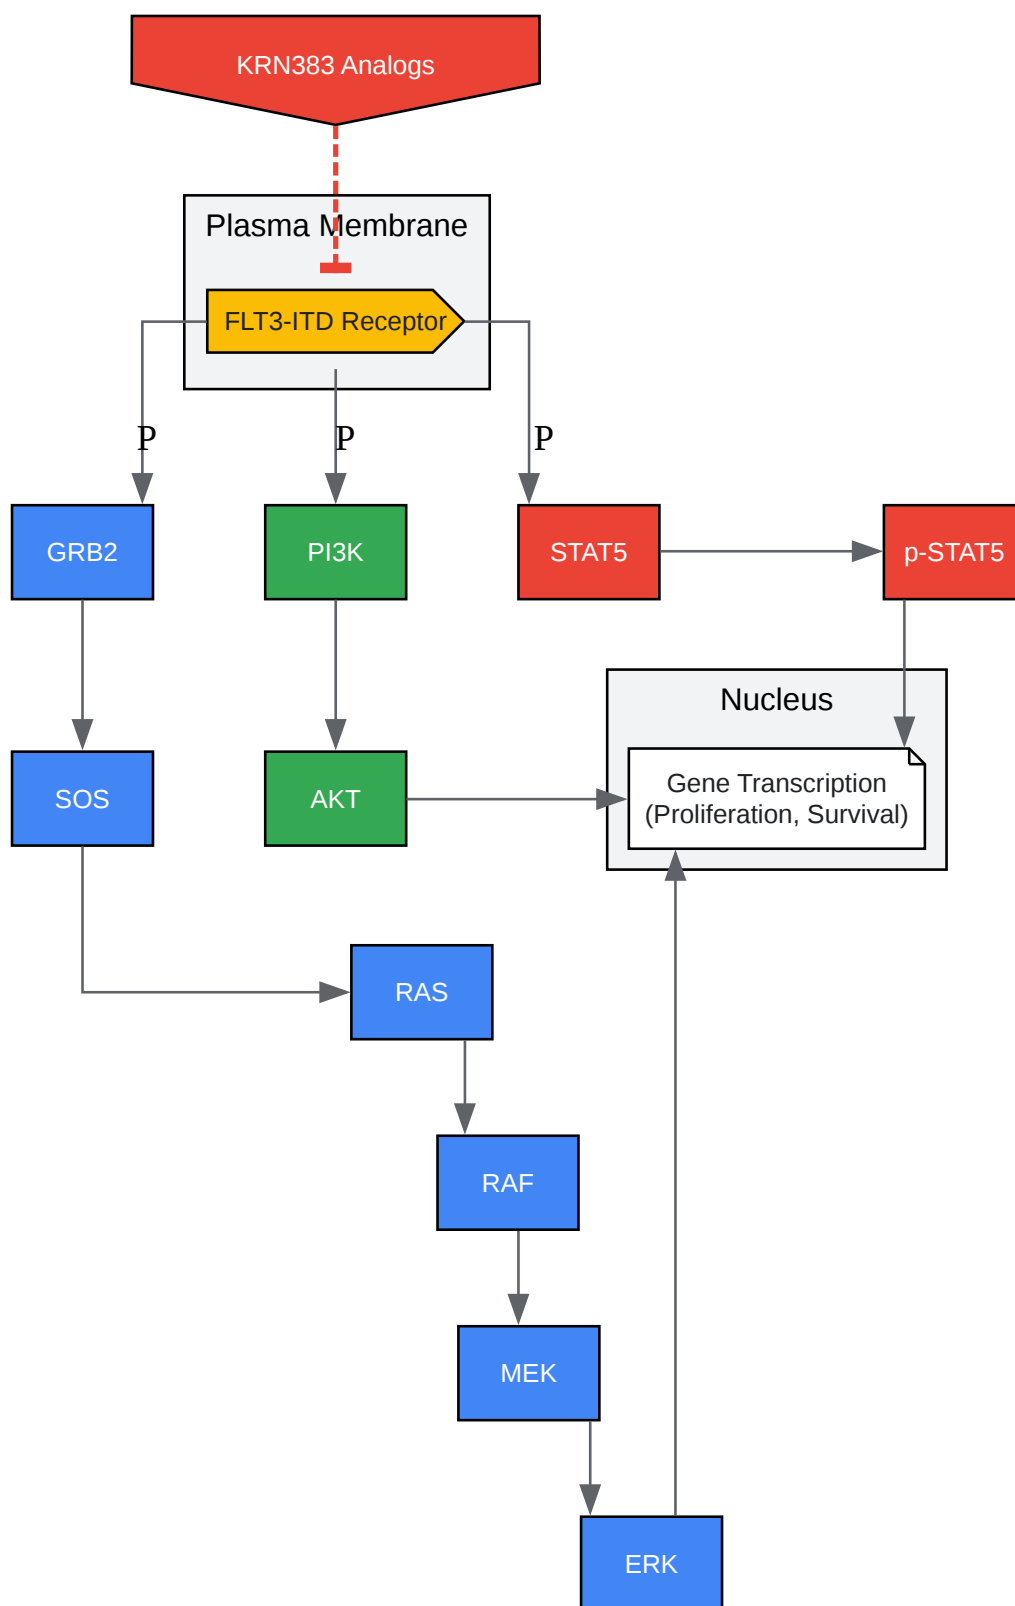 KRN383 Analogs
Plasma Membrane
FLT3-ITD Receptor
P
P
P
GRB2
PI3K
STAT5
p-STAT5
Nucleus
Gene Transcription
(Proliferation, Survival)
SOS
AKT
RAS
RAF
MEK
ERK